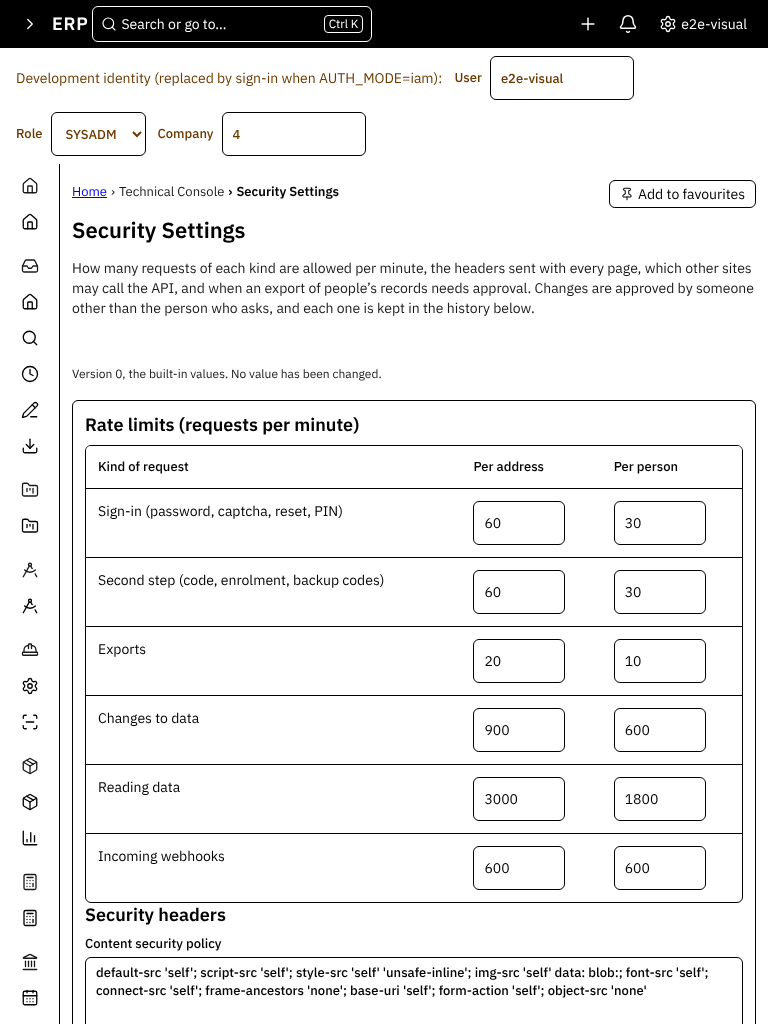 ERP
Search or go to...
Ctrl K
e2e-visual
Development identity (replaced by sign-in when AUTH_MODE=iam): User e2e-visual
Role SYSADM Company 4
Home › Technical Console › Security Settings
Add to favourites
Security Settings
How many requests of each kind are allowed per minute, the headers sent with every page, which other sites
may call the API, and when an export of people’s records needs approval. Changes are approved by someone
other than the person who asks, and each one is kept in the history below.
Version 0, the built-in values. No value has been changed.
Rate limits (requests per minute)
Kind of request Per address Per person
Sign-in (password, captcha, reset, PIN) 60 30
Second step (code, enrolment, backup codes) 60 30
Exports 20 10
Changes to data 900 600
Reading data 3000 1800
Incoming webhooks 600 600
Security headers
Content security policy
default-src 'self'; script-src 'self'; style-src 'self' 'unsafe-inline'; img-src 'self' data: blob:; font-src 'self';
connect-src 'self'; frame-ancestors 'none'; base-uri 'self'; form-action 'self'; object-src 'none'